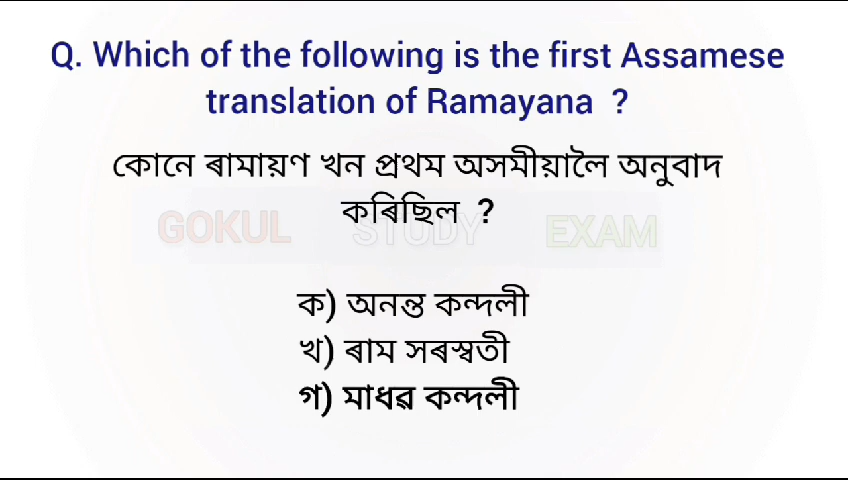 Q. Which of the following is the first Assamese
translation of Ramayana ?
কোনে ৰামায়ণ খন প্ৰথম অসমীয়ালৈ অনুবাদ
কৰিছিল ?
GOKUL STUDY EXAM
ক) অনন্ত কন্দলী
খ) ৰাম সৰস্বতী
গ) মাধৱ কন্দলী